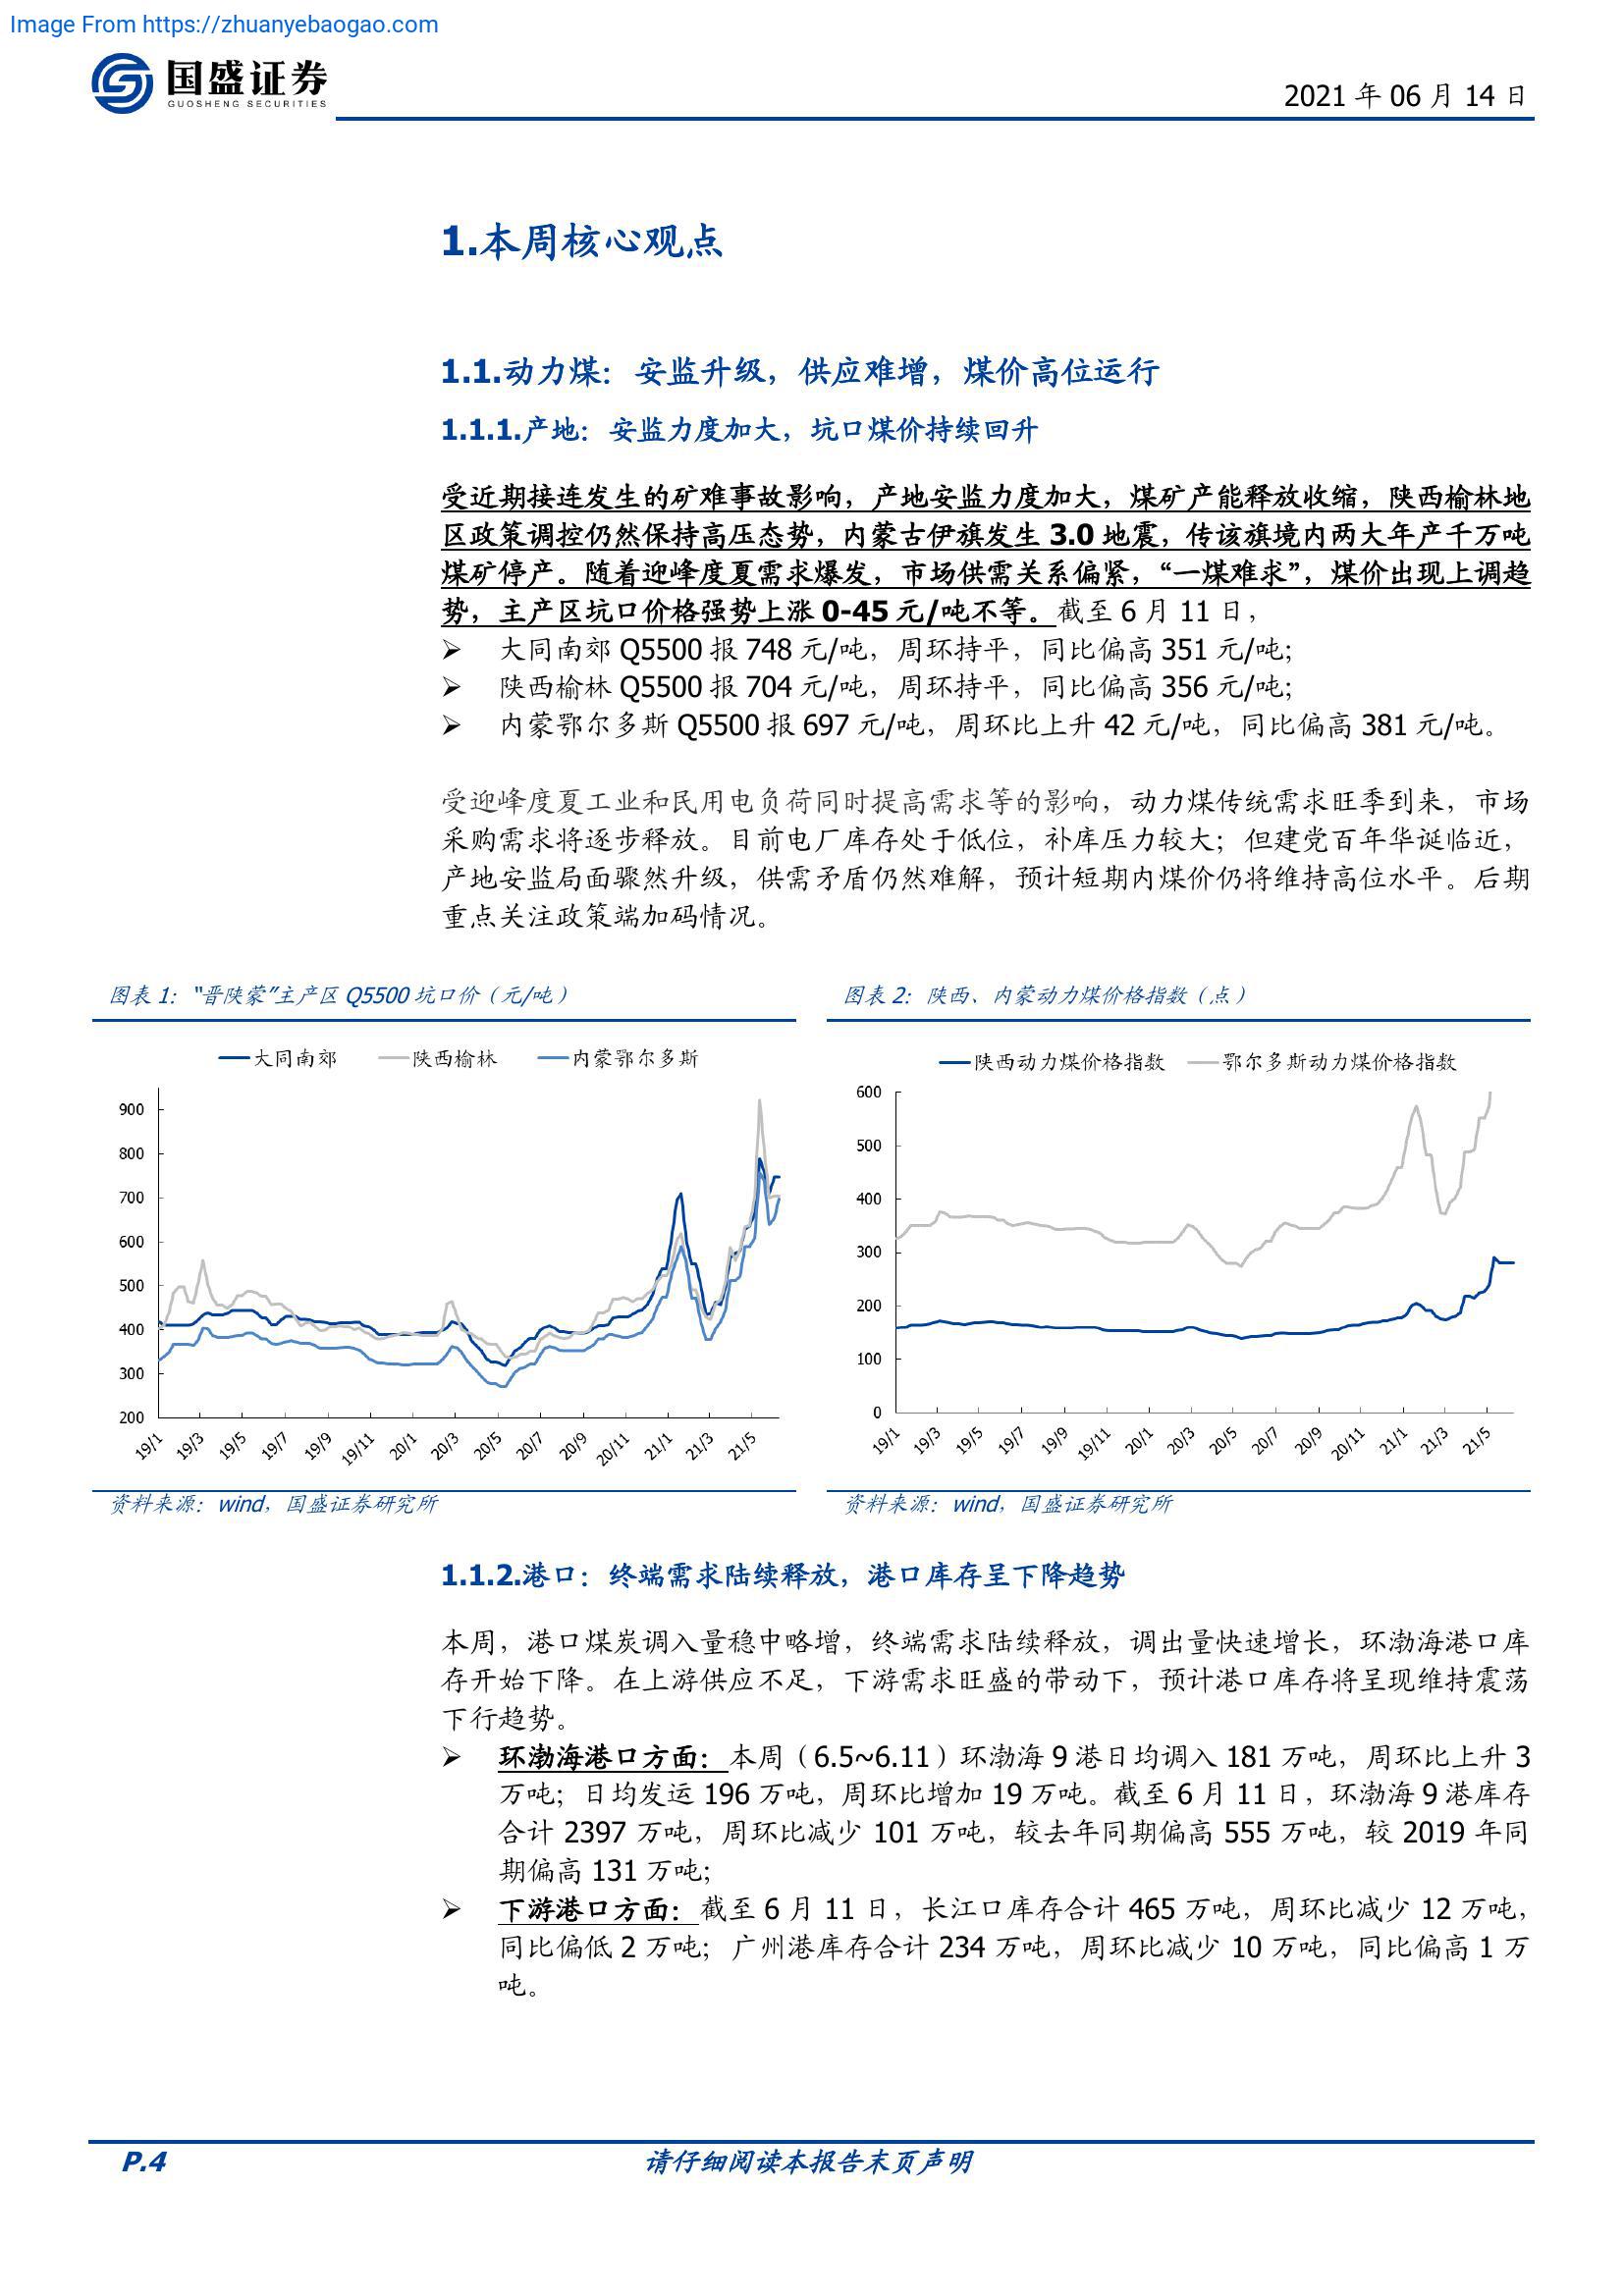 Image From https://zhuanyebaogao.com
国盛证券
GUOSHENG SECURITIES
2021 年 06 月 14 日
1.本周核心观点
1.1.动力煤：安监升级，供应难增，煤价高位运行
1.1.1.产地：安监力度加大，坑口煤价持续回升
受近期接连发生的矿难事故影响，产地安监力度加大，煤矿产能释放收缩，陕西榆林地
区政策调控仍然保持高压态势，内蒙古伊旗发生 3.0 地震，传该旗境内两大年产千万吨
煤矿停产。随着迎峰度夏需求爆发，市场供需关系偏紧，“一煤难求”，煤价出现上调趋
势，主产区坑口价格强势上涨 0-45 元/吨不等。截至 6 月 11 日，
➢ 大同南郊 Q5500 报 748 元/吨，周环持平，同比偏高 351 元/吨；
➢ 陕西榆林 Q5500 报 704 元/吨，周环持平，同比偏高 356 元/吨；
➢ 内蒙鄂尔多斯 Q5500 报 697 元/吨，周环比上升 42 元/吨，同比偏高 381 元/吨。
受迎峰度夏工业和民用电负荷同时提高需求等的影响，动力煤传统需求旺季到来，市场
采购需求将逐步释放。目前电厂库存处于低位，补库压力较大；但建党百年华诞临近，
产地安监局面骤然升级，供需矛盾仍然难解，预计短期内煤价仍将维持高位水平。后期
重点关注政策端加码情况。
图表 1：“晋陕蒙”主产区 Q5500 坑口价（元/吨）
大同南郊 陕西榆林 内蒙鄂尔多斯
900
800
700
600
500
400
300
200
19/1 19/3 19/5 19/7 19/9 19/11 20/1 20/3 20/5 20/7 20/9 20/11 21/1 21/3 21/5
资料来源：wind，国盛证券研究所
图表 2：陕西、内蒙动力煤价格指数（点）
陕西动力煤价格指数 鄂尔多斯动力煤价格指数
600
500
400
300
200
100
0
19/1 19/3 19/5 19/7 19/9 19/11 20/1 20/3 20/5 20/7 20/9 20/11 21/1 21/3 21/5
资料来源：wind，国盛证券研究所
1.1.2.港口：终端需求陆续释放，港口库存呈下降趋势
本周，港口煤炭调入量稳中略增，终端需求陆续释放，调出量快速增长，环渤海港口库
存开始下降。在上游供应不足，下游需求旺盛的带动下，预计港口库存将呈现维持震荡
下行趋势。
➢ 环渤海港口方面：本周（6.5~6.11）环渤海 9 港日均调入 181 万吨，周环比上升 3
万吨；日均发运 196 万吨，周环比增加 19 万吨。截至 6 月 11 日，环渤海 9 港库存
合计 2397 万吨，周环比减少 101 万吨，较去年同期偏高 555 万吨，较 2019 年同
期偏高 131 万吨；
➢ 下游港口方面：截至 6 月 11 日，长江口库存合计 465 万吨，周环比减少 12 万吨，
同比偏低 2 万吨；广州港库存合计 234 万吨，周环比减少 10 万吨，同比偏高 1 万
吨。
P.4
请仔细阅读本报告末页声明